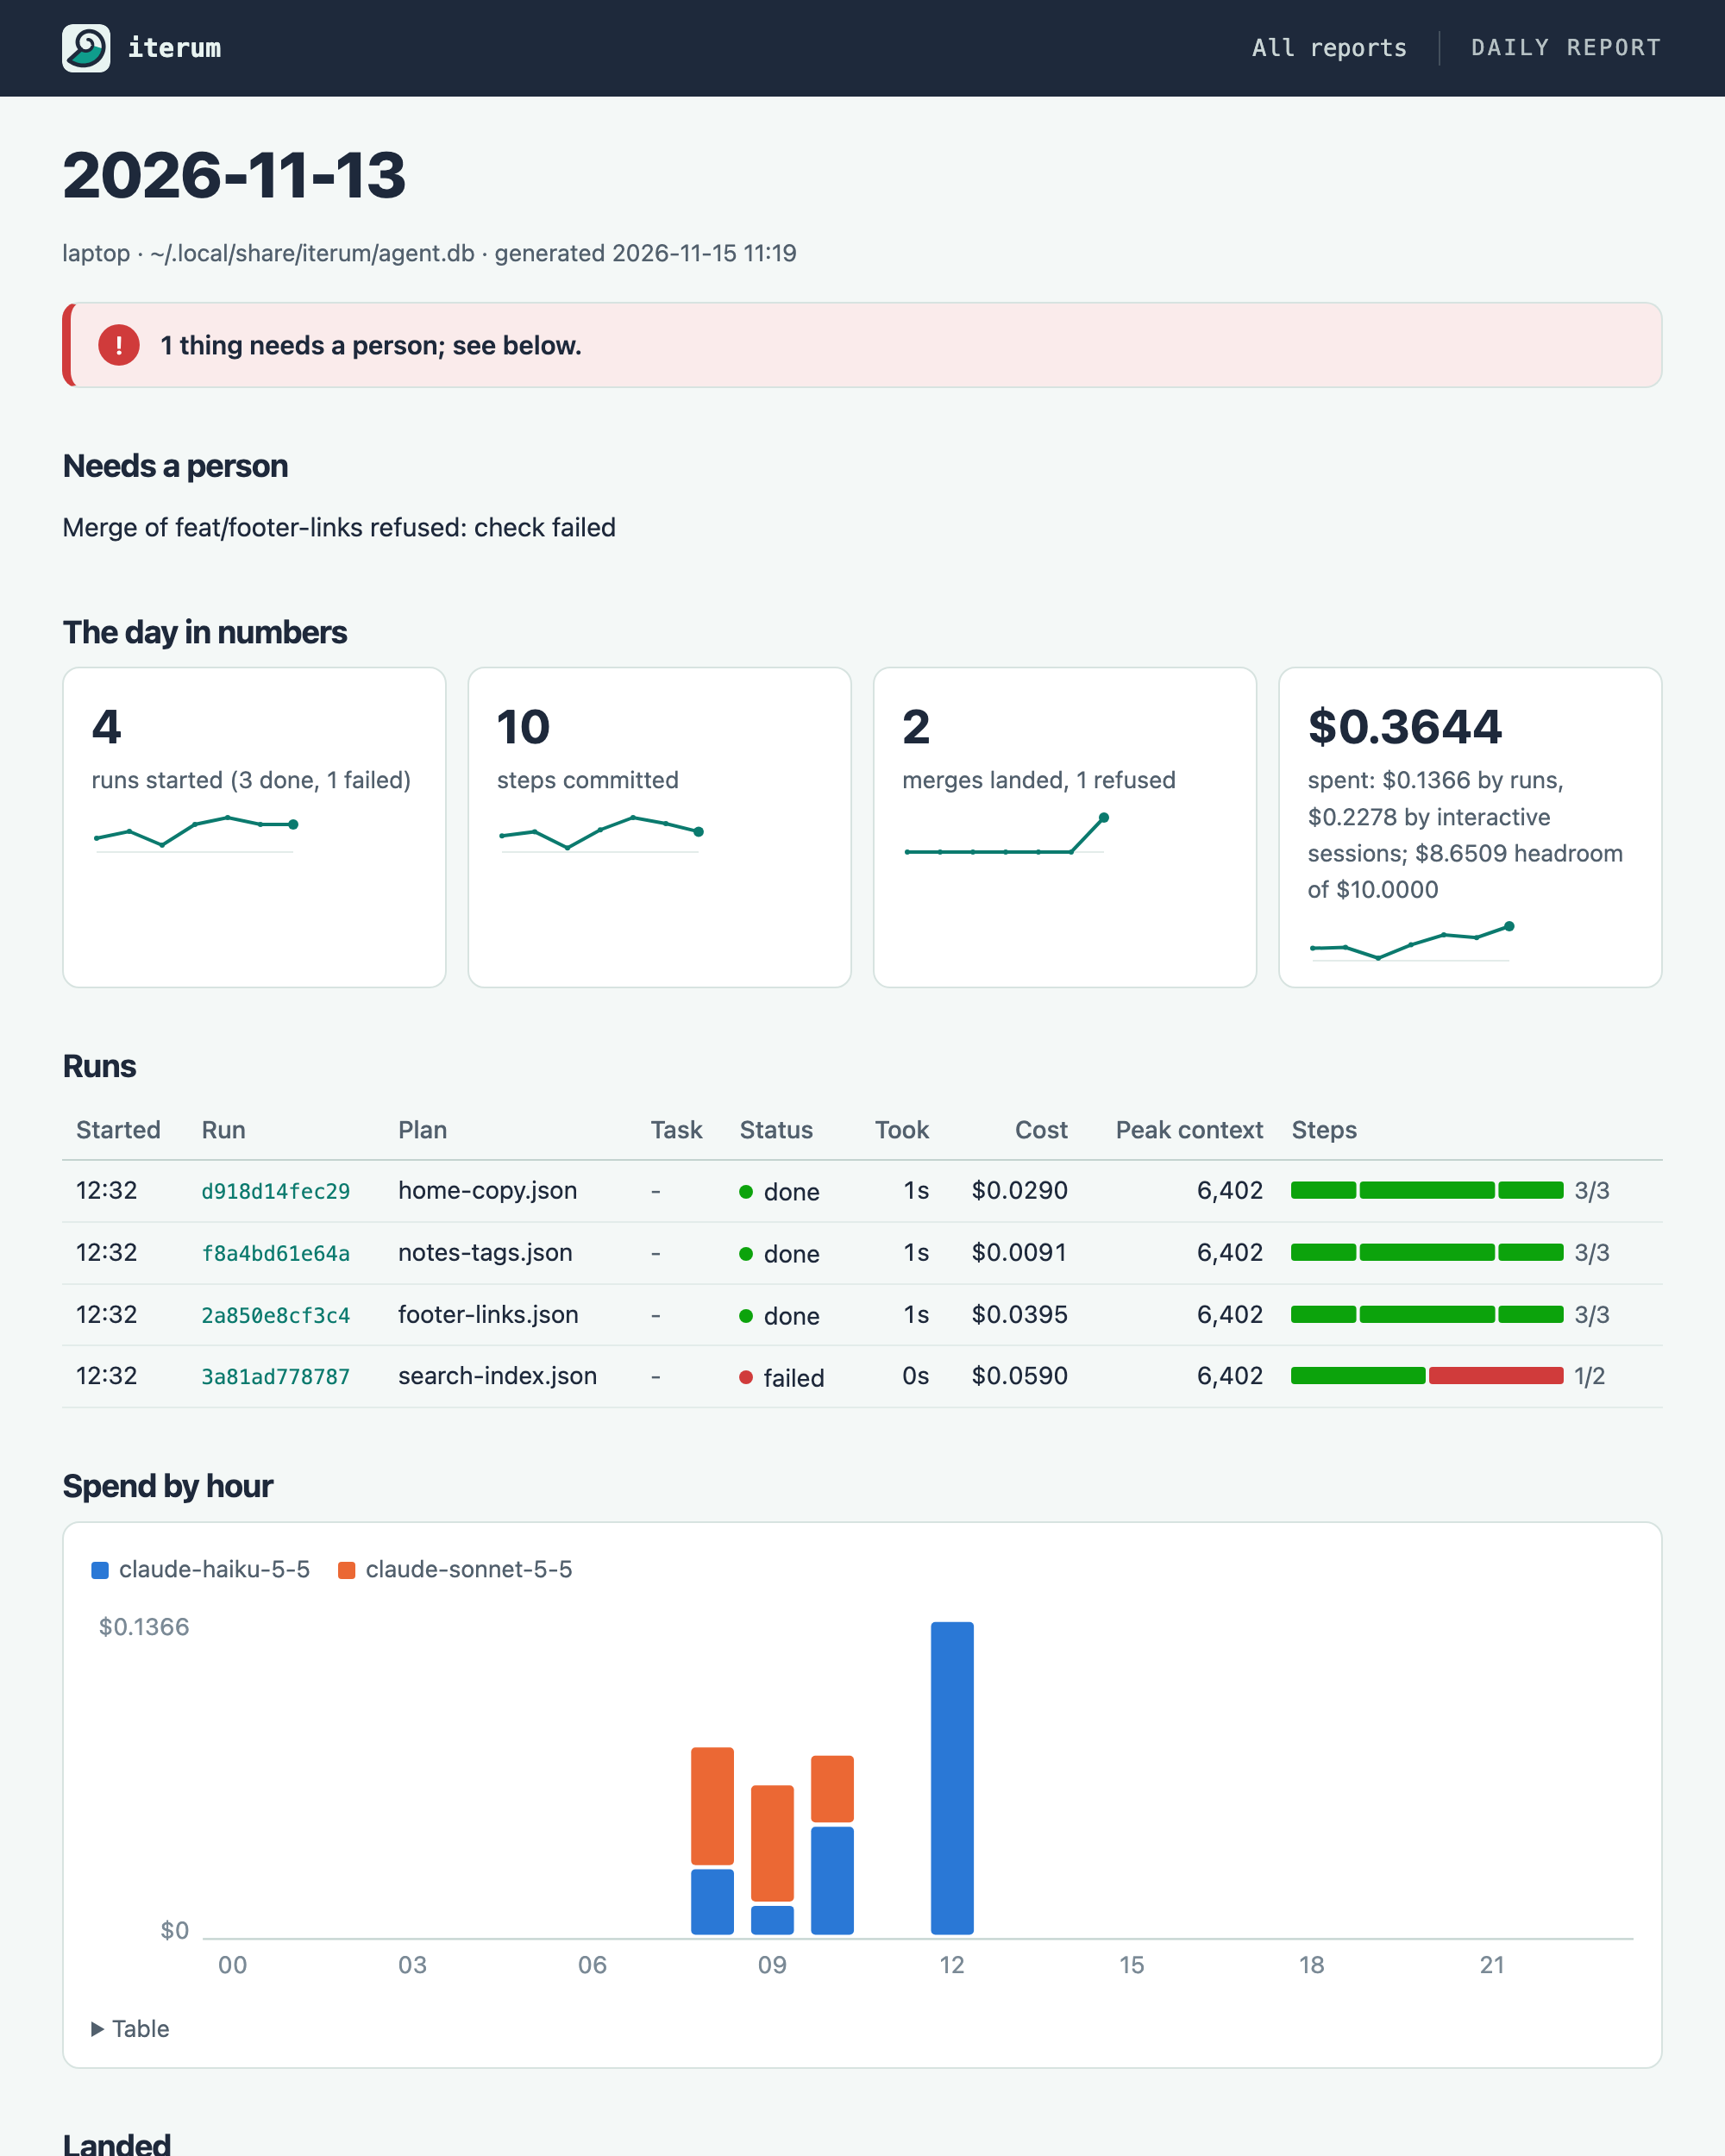 iterum
All reports
DAILY REPORT
2026-11-13
laptop · ~/.local/share/iterum/agent.db · generated 2026-11-15 11:19
! 1 thing needs a person; see below.
Needs a person
Merge of feat/footer-links refused: check failed
The day in numbers
4
runs started (3 done, 1 failed)
10
steps committed
2
merges landed, 1 refused
$0.3644
spent: $0.1366 by runs,
$0.2278 by interactive
sessions; $8.6509 headroom
of $10.0000
Runs
Started Run Plan Task Status Took Cost Peak context Steps
12:32 d918d14fec29 home-copy.json - done 1s $0.0290 6,402 3/3
12:32 f8a4bd61e64a notes-tags.json - done 1s $0.0091 6,402 3/3
12:32 2a850e8cf3c4 footer-links.json - done 1s $0.0395 6,402 3/3
12:32 3a81ad778787 search-index.json - failed 0s $0.0590 6,402 1/2
Spend by hour
claude-haiku-5-5 claude-sonnet-5-5
$0.1366
$0
00 03 06 09 12 15 18 21
Table
Landed